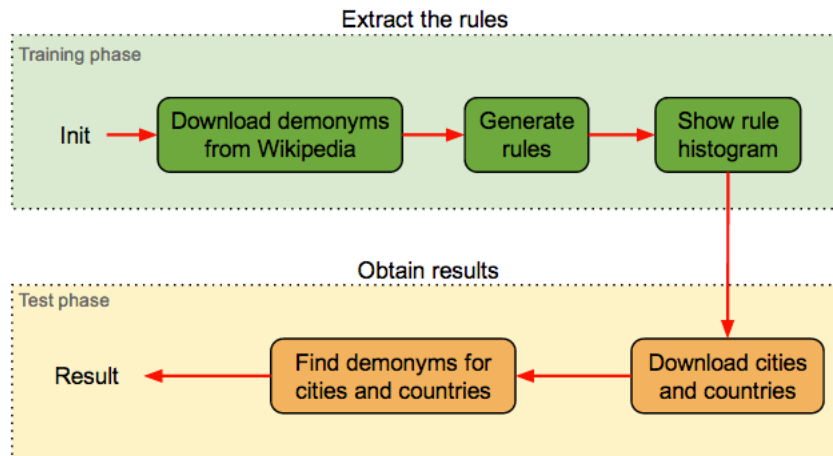 Extract the rules
Training phase
Init
Download demonyms
from Wikipedia
Generate
rules
Show rule
histogram
Obtain results
Test phase
Result
Find demonyms for
cities and countries
Download cities
and countries